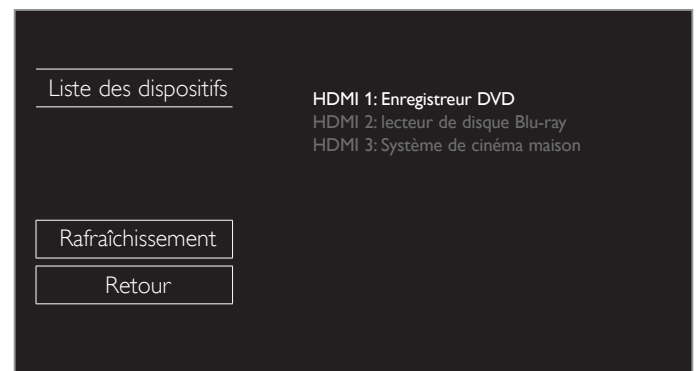 Liste des dispositifs
HDMI 1: Enregistreur DVD
HDMI 2: lecteur de disque Blu-ray
HDMI 3: Système de cinéma maison
Rafraîchissement
Retour